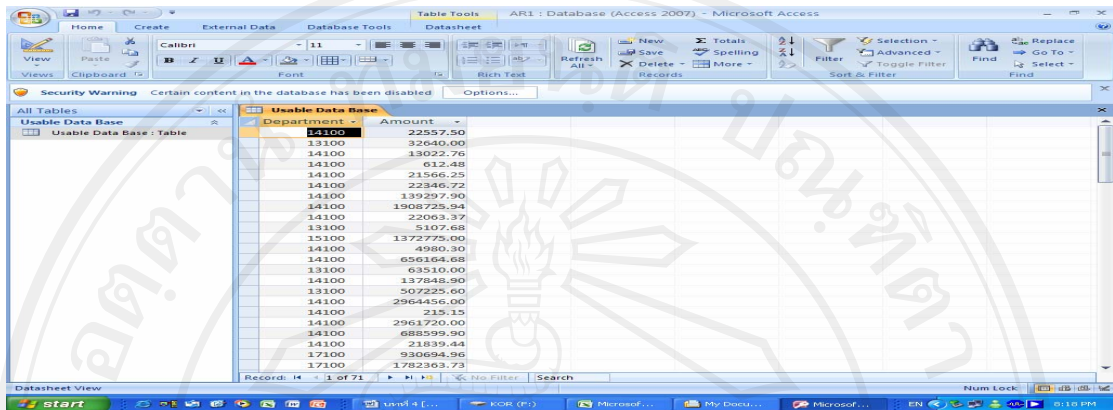 Table Tools AR1 : Database (Access 2007) - Microsoft Access
Home Create External Data Database Tools Datasheet
Calibri 11 New Totals Selection Replace
View Paste B I U A Refresh All Save Spelling Filter Advanced Find Go To
Delete More Toggle Filter Select
Views Clipboard Font Rich Text Records Sort & Filter Find
Security Warning Certain content in the database has been disabled Options...
All Tables Usable Data Base
Usable Data Base Department Amount
Usable Data Base : Table 14100 22557.50
13100 32640.00
14100 13022.76
14100 612.48
14100 21566.25
14100 22346.72
14100 139297.90
14100 1908725.94
14100 22063.37
13100 5107.68
15100 1372775.00
14100 4980.30
14100 656164.68
13100 63510.00
14100 137848.90
13100 507225.60
14100 2964456.00
14100 215.15
14100 2961720.00
14100 688599.90
14100 21839.44
17100 930694.96
17100 1782363.73
Record: 1 of 71 No Filter Search
Datasheet View Num Lock
start บทที่ 4 [... KOR (F:) Microsof... My Docu... Microsof... EN 8:18 PM